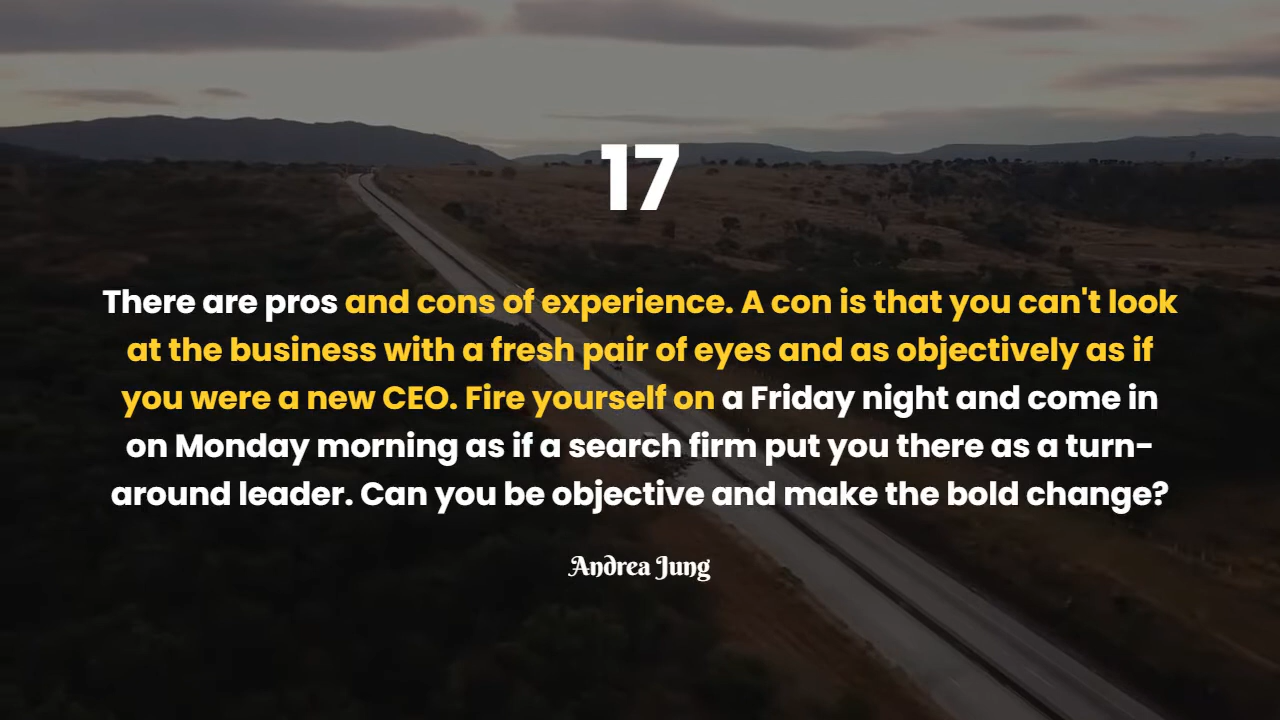 17
There are pros and cons of experience. A con is that you can't look
at the business with a fresh pair of eyes and as objectively as if
you were a new CEO. Fire yourself on a Friday night and come in
on Monday morning as if a search firm put you there as a turn-
around leader. Can you be objective and make the bold change?
Andrea Jung